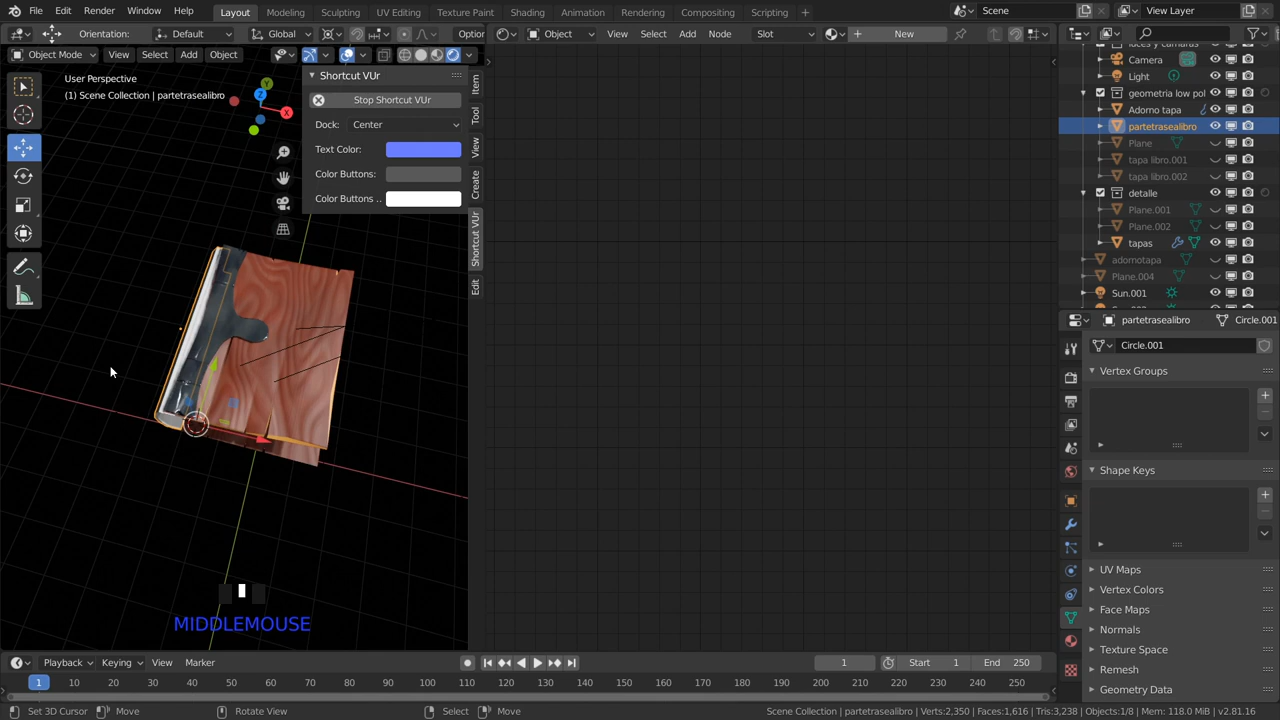 File Edit Render Window Help Layout Modeling Sculpting UV Editing Texture Paint Shading Animation Rendering Compositing Scripting + Scene View Layer
Orientation: Default Global Optior Object View Select Add Node Slot New
Object Mode View Select Add Object
User Perspective
(1) Scene Collection | partetrasealibro
Shortcut VUr
Stop Shortcut VUr
Dock: Center
Text Color:
Color Buttons:
Color Buttons ..
Item
Tool
View
Create
Shortcut VUr
Edit
X
Y
Z
Camera
Light
geometria low pol
Adorno tapa
partetrasealibro
Plane
tapa libro.001
tapa libro.002
detalle
Plane.001
Plane.002
tapas
adornotapa
Plane.004
Sun.001
partetrasealibro Circle.001
Circle.001
Vertex Groups
Shape Keys
UV Maps
Vertex Colors
Face Maps
Normals
Texture Space
Remesh
Geometry Data
MIDDLEMOUSE
Playback Keying View Marker 1 Start 1 End 250
1 10 20 30 40 50 60 70 80 90 100 110 120 130 140 150 160 170 180 190 200 210 220 230 240 250
Set 3D Cursor Move Rotate View Select Move Scene Collection | partetrasealibro | Verts:2,350 | Faces:1,616 | Tris:3,238 | Objects:1/8 | Mem: 118.0 MiB | v2.81.16